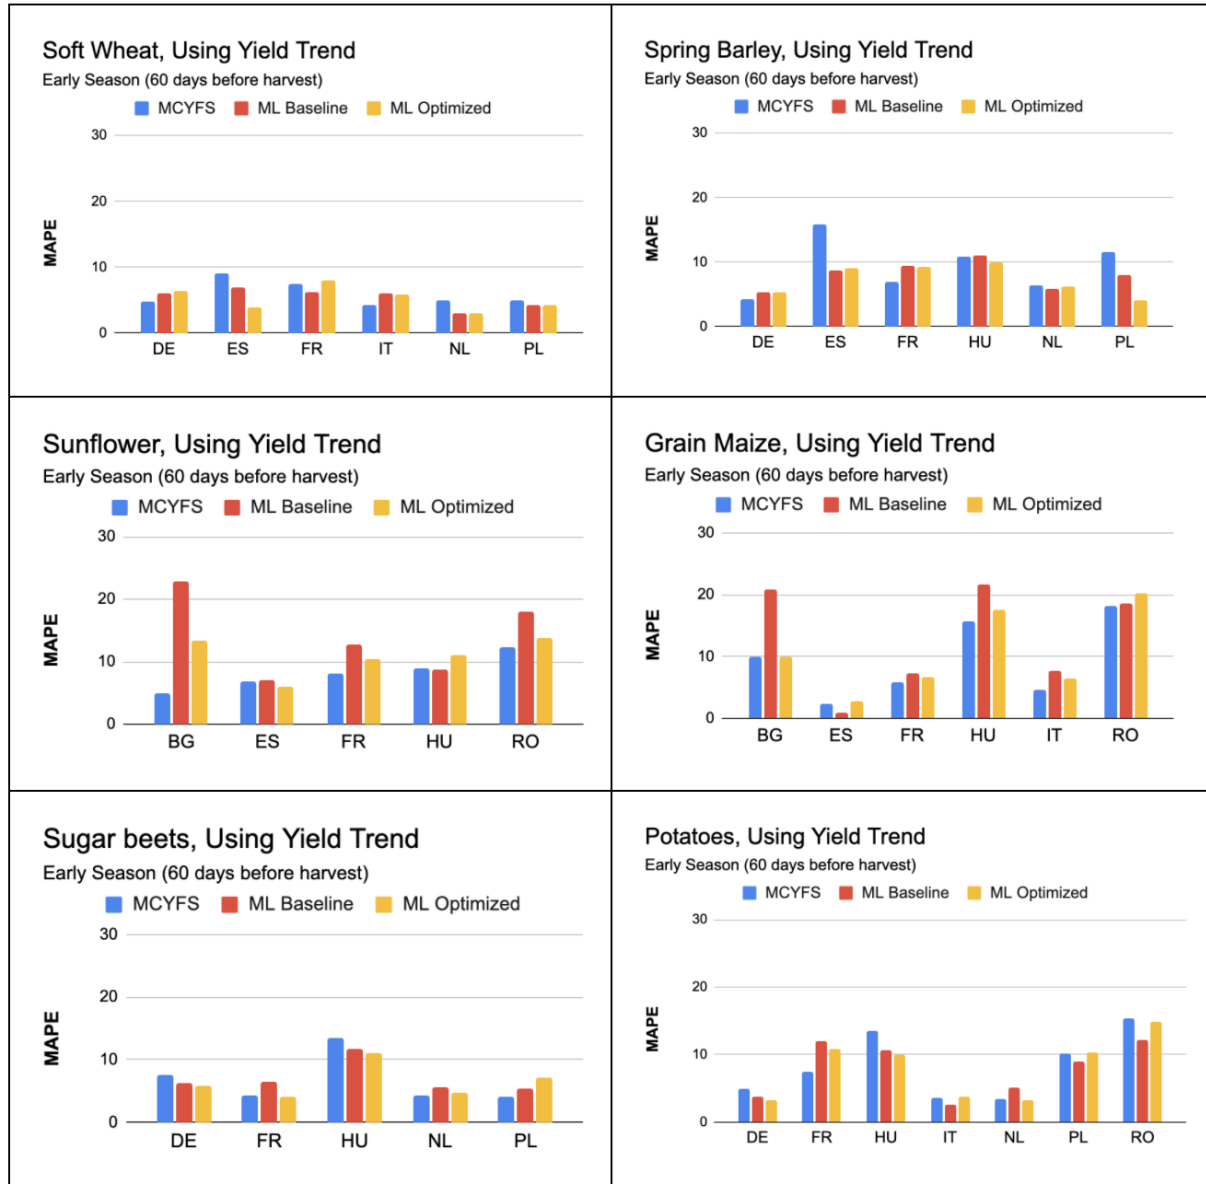 Soft Wheat, Using Yield Trend
Early Season (60 days before harvest)
MCYFS ML Baseline ML Optimized
30
20
10
0
MAPE
DE ES FR IT NL PL
Spring Barley, Using Yield Trend
Early Season (60 days before harvest)
MCYFS ML Baseline ML Optimized
30
20
10
0
MAPE
DE ES FR HU NL PL
Sunflower, Using Yield Trend
Early Season (60 days before harvest)
MCYFS ML Baseline ML Optimized
30
20
10
0
MAPE
BG ES FR HU RO
Grain Maize, Using Yield Trend
Early Season (60 days before harvest)
MCYFS ML Baseline ML Optimized
30
20
10
0
MAPE
BG ES FR HU IT RO
Sugar beets, Using Yield Trend
Early Season (60 days before harvest)
MCYFS ML Baseline ML Optimized
30
20
10
0
MAPE
DE FR HU NL PL
Potatoes, Using Yield Trend
Early Season (60 days before harvest)
MCYFS ML Baseline ML Optimized
30
20
10
0
MAPE
DE FR HU IT NL PL RO